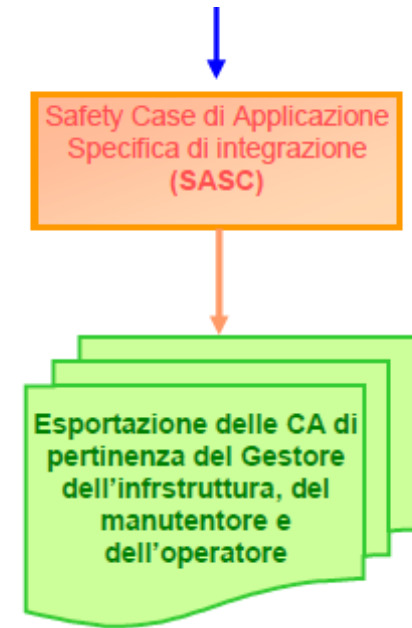 Safety Case di Applicazione
Specifica di integrazione
(SASC)
Esportazione delle CA di
pertinenza del Gestore
dell'infrstruttura, del
manutentore e
dell'operatore